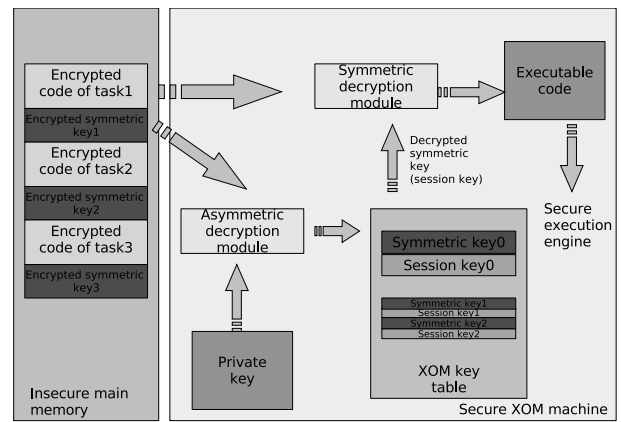 Encrypted
code of task1
Encrypted symmetric
key1
Encrypted
code of task2
Encrypted symmetric
key2
Encrypted
code of task3
Encrypted symmetric
key3
Insecure main
memory
Symmetric
decryption
module
Executable
code
Decrypted
symmetric
key
(session key)
Asymmetric
decryption
module
Symmetric key0
Session key0
Symmetric key1
Session key1
Symmetric key2
Session key2
XOM key
table
Private
key
Secure
execution
engine
Secure XOM machine